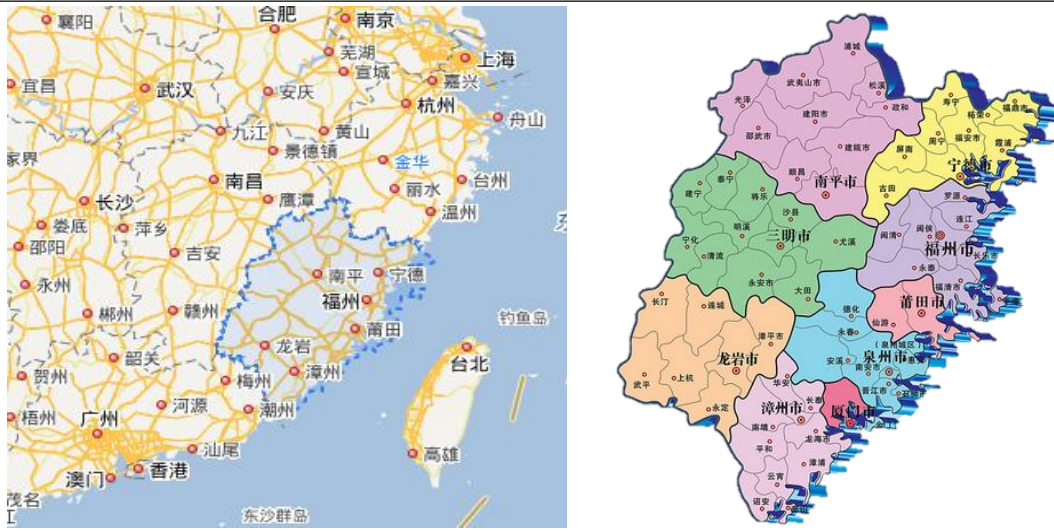 襄阳
合肥
南京
芜湖
宣城
上海
嘉兴
宜昌
武汉
安庆
杭州
舟山
九江
黄山
家界
景德镇
金华
台州
南昌
丽水
长沙
鹰潭
温州
娄底
萍乡
邵阳
吉安
永州
南平
宁德
福州
郴州
赣州
莆田
钓鱼岛
韶关
龙岩
台北
贺州
梅州
漳州
梧州
河源
潮州
广州
汕尾
高雄
澳门
香港
茂名
江
东沙群岛
浦城
武夷山市
松溪
光泽
政和
寿宁
柘荣
福鼎市
建阳市
邵武市
周宁
福安市
霞浦
建瓯市
屏南
宁德市
泰宁
顺昌
南平市
古田
建宁
将乐
罗源
沙县
连江
明溪
三明市
尤溪
闽清
闽侯
福州市
宁化
清流
长乐市
永泰
永安市
大田
福清市
长汀
连城
德化
莆田市
仙游
漳平市
永春
（泉州城区）
龙岩市
安溪
泉州市
惠安
武平
上杭
华安
南安市
晋江市
永定
漳州市
长泰
厦门市
南靖
龙海市
平和
漳浦
云霄
诏安